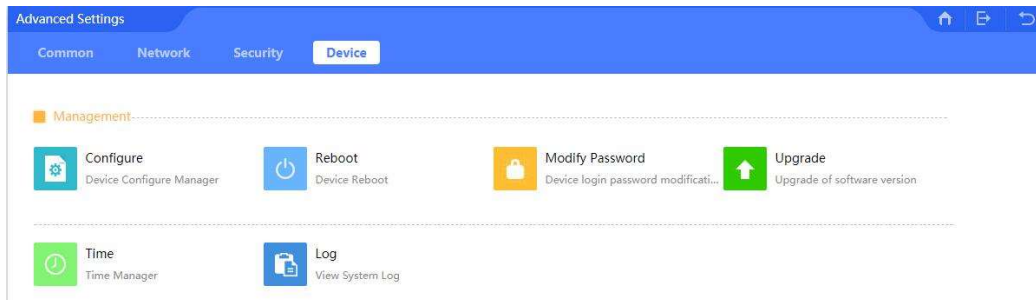 Advanced Settings
Common Network Security Device
Management
Configure Reboot Modify Password Upgrade
Device Configure Manager Device Reboot Device login password modificati... Upgrade of software version
Time Log
Time Manager View System Log